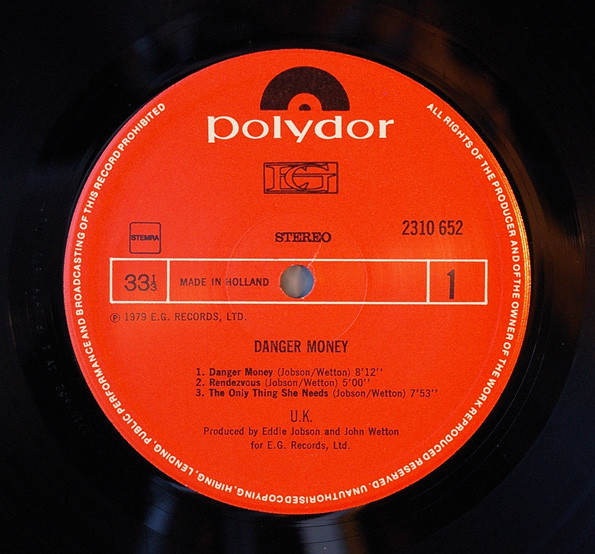 polydor
EG
STEREO
2310 652
STEMRA
33⅓
MADE IN HOLLAND
1
℗ 1979 E.G. RECORDS, LTD.
DANGER MONEY
1. Danger Money (Jobson/Wetton) 8'12''
2. Rendezvous (Jobson/Wetton) 5'00''
3. The Only Thing She Needs (Jobson/Wetton) 7'53''
U.K.
Produced by Eddie Jobson and John Wetton
for E.G. Records, Ltd.
ALL RIGHTS OF THE PRODUCER AND OF THE OWNER OF THE WORK REPRODUCED RESERVED. UNAUTHORISED COPYING, HIRING, LENDING, PUBLIC PERFORMANCE AND BROADCASTING OF THIS RECORD PROHIBITED